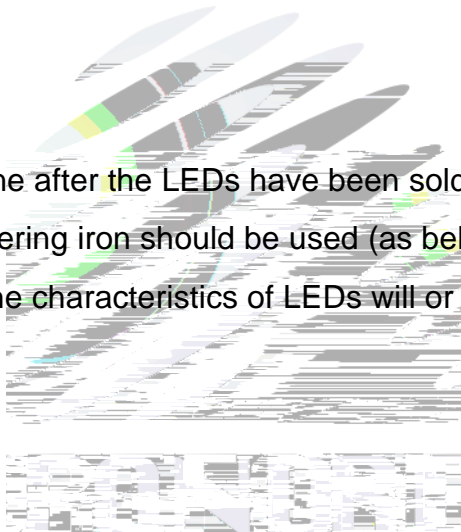 ne after the LEDs have been sold
ering iron should be used (as bel
ne characteristics of LEDs will or